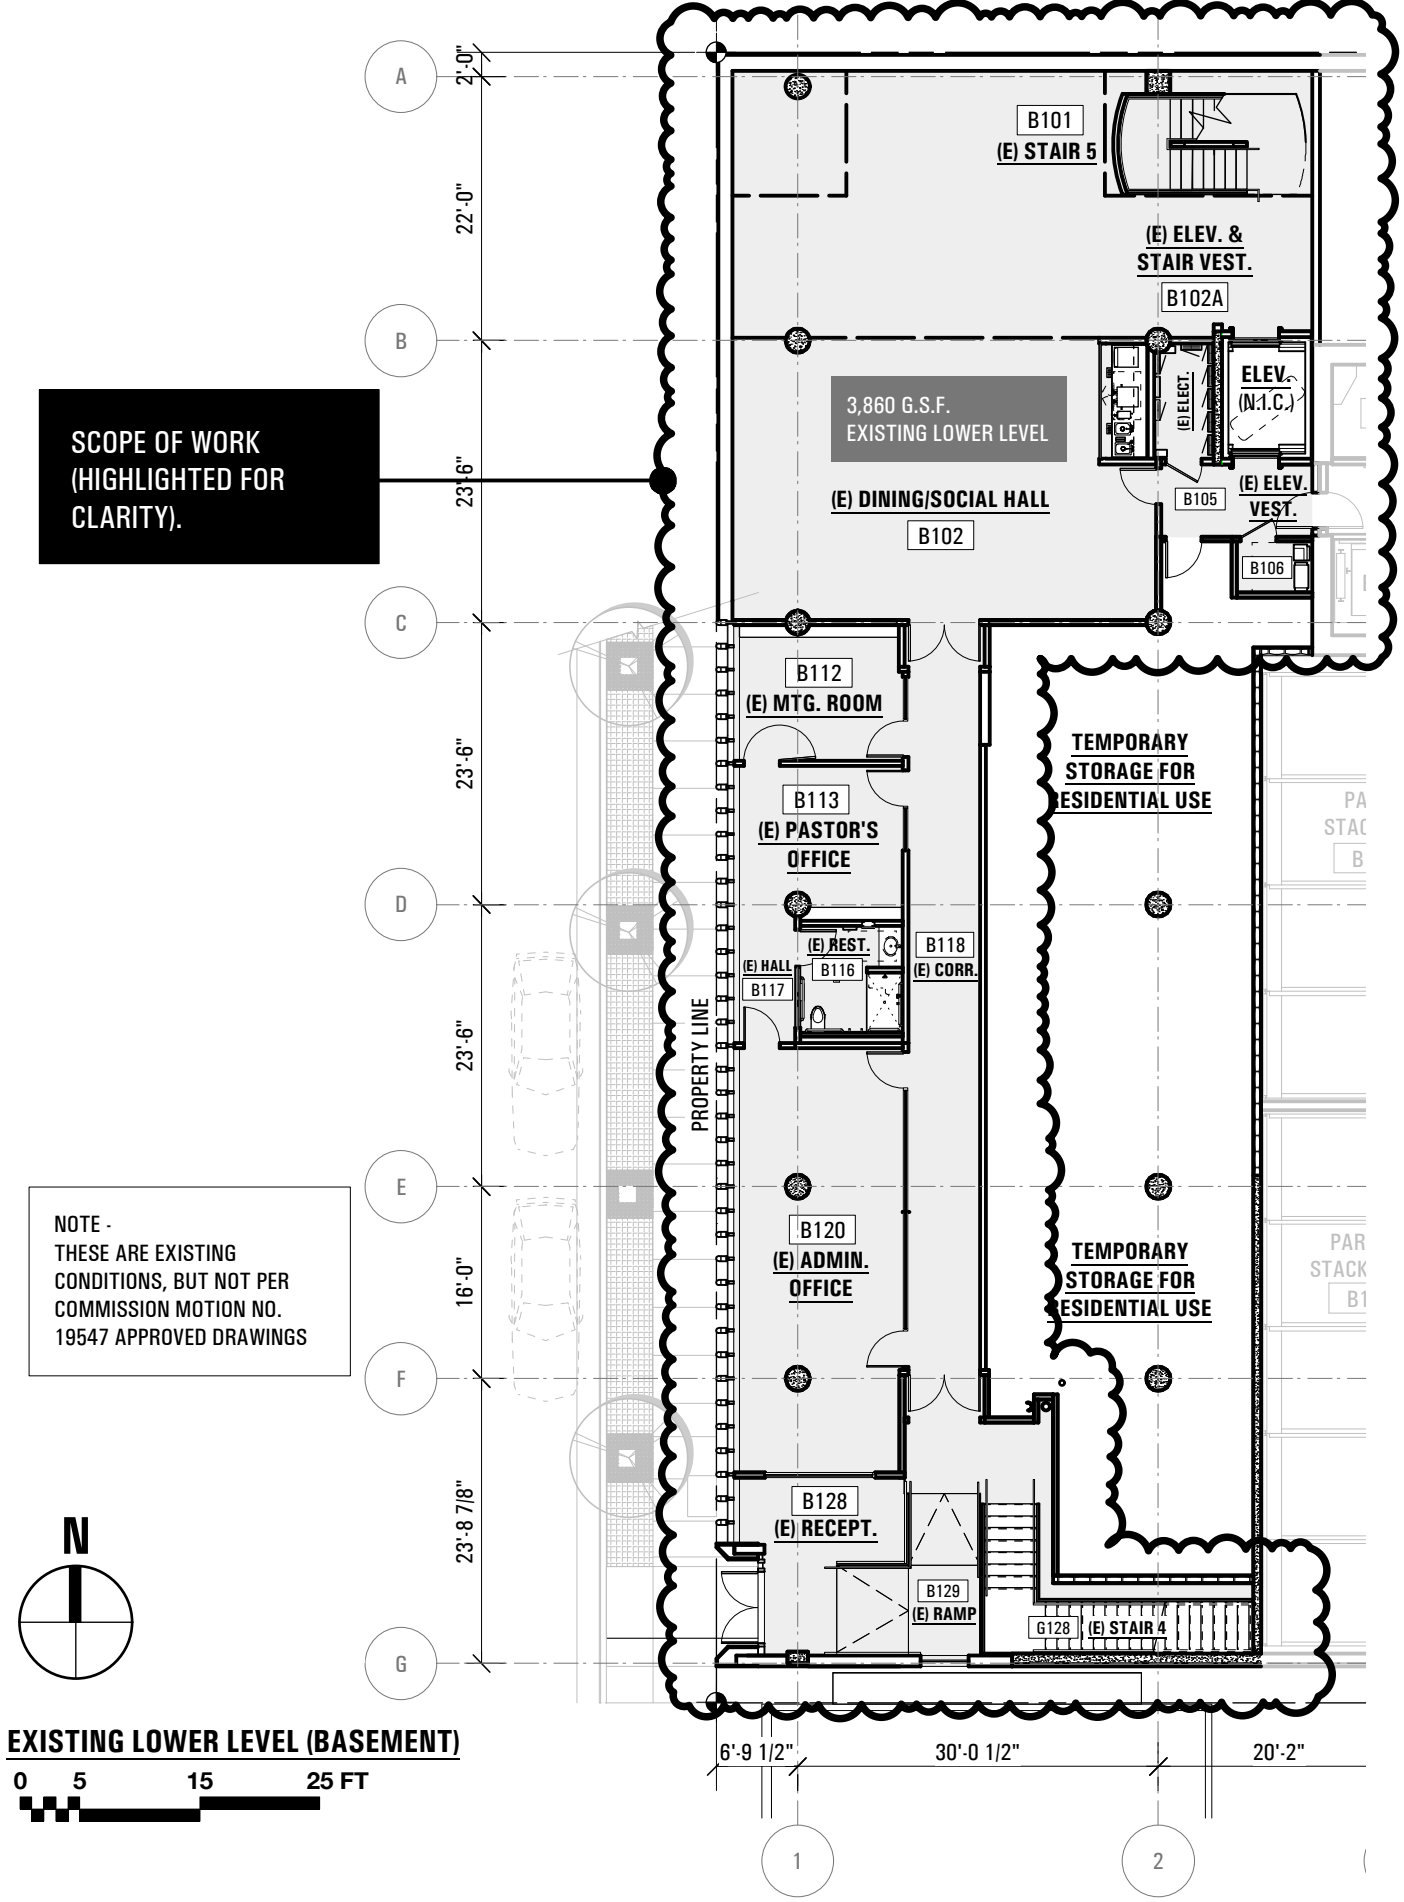 A
2'-0"
B101
(E) STAIR 5
22'-0"
(E) ELEV. &
STAIR VEST.
B102A
B
3,860 G.S.F.
EXISTING LOWER LEVEL
(E) ELECT.
ELEV.
(N.I.C.)
SCOPE OF WORK
(HIGHLIGHTED FOR
CLARITY).
23'-6"
(E) DINING/SOCIAL HALL
B102
B105
(E) ELEV.
VEST.
B106
C
B112
(E) MTG. ROOM
23'-6"
TEMPORARY
STORAGE FOR
RESIDENTIAL USE
B113
(E) PASTOR'S
OFFICE
PA
STAC
B
D
(E) REST.
B116
B118
(E) CORR.
(E) HALL
B117
23'-6"
PROPERTY LINE
E
NOTE -
THESE ARE EXISTING
CONDITIONS, BUT NOT PER
COMMISSION MOTION NO.
19547 APPROVED DRAWINGS
B120
(E) ADMIN.
OFFICE
16'-0"
TEMPORARY
STORAGE FOR
RESIDENTIAL USE
PAR
STACK
B1
F
B128
(E) RECEPT.
23'-8 7/8"
N
B129
(E) RAMP
G128
(E) STAIR 4
G
EXISTING LOWER LEVEL (BASEMENT)
0 5 15 25 FT
6'-9 1/2"
30'-0 1/2"
20'-2"
1
2